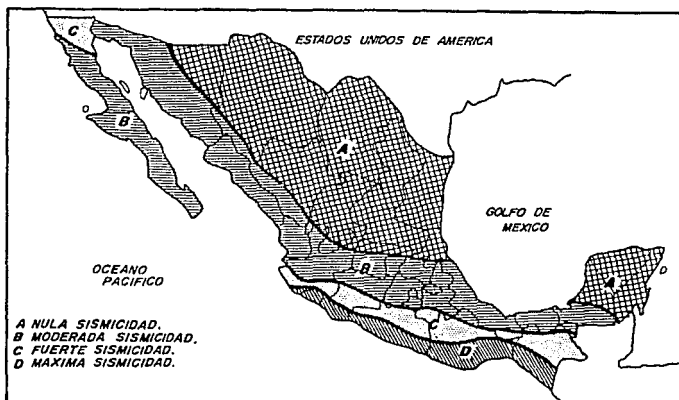 C
ESTADOS UNIDOS DE AMERICA
B
A
GOLFO DE
MEXICO
OCEANO
PACIFICO
B
A
C
D
A NULA SISMICIDAD.
B MODERADA SISMICIDAD.
C FUERTE SISMICIDAD.
D MAXIMA SISMICIDAD.